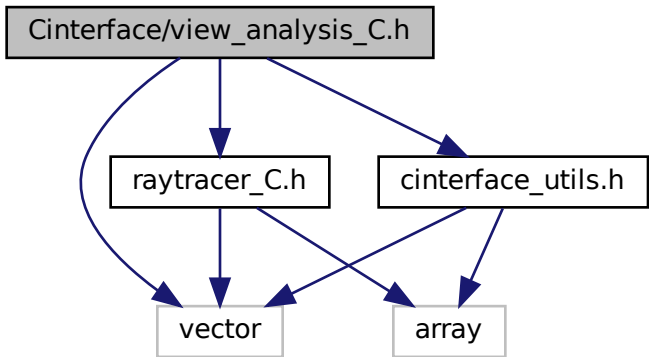 Cinterface/view_analysis_C.h
raytracer_C.h
cinterface_utils.h
vector
array